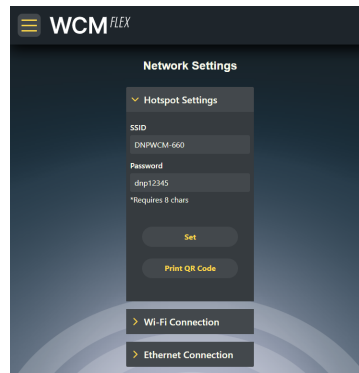 WCM FLEX
Network Settings
Hotspot Settings
SSID
DNPWCM-660
Password
dnp12345
*Requires 8 chars
Set
Print QR Code
Wi-Fi Connection
Ethernet Connection